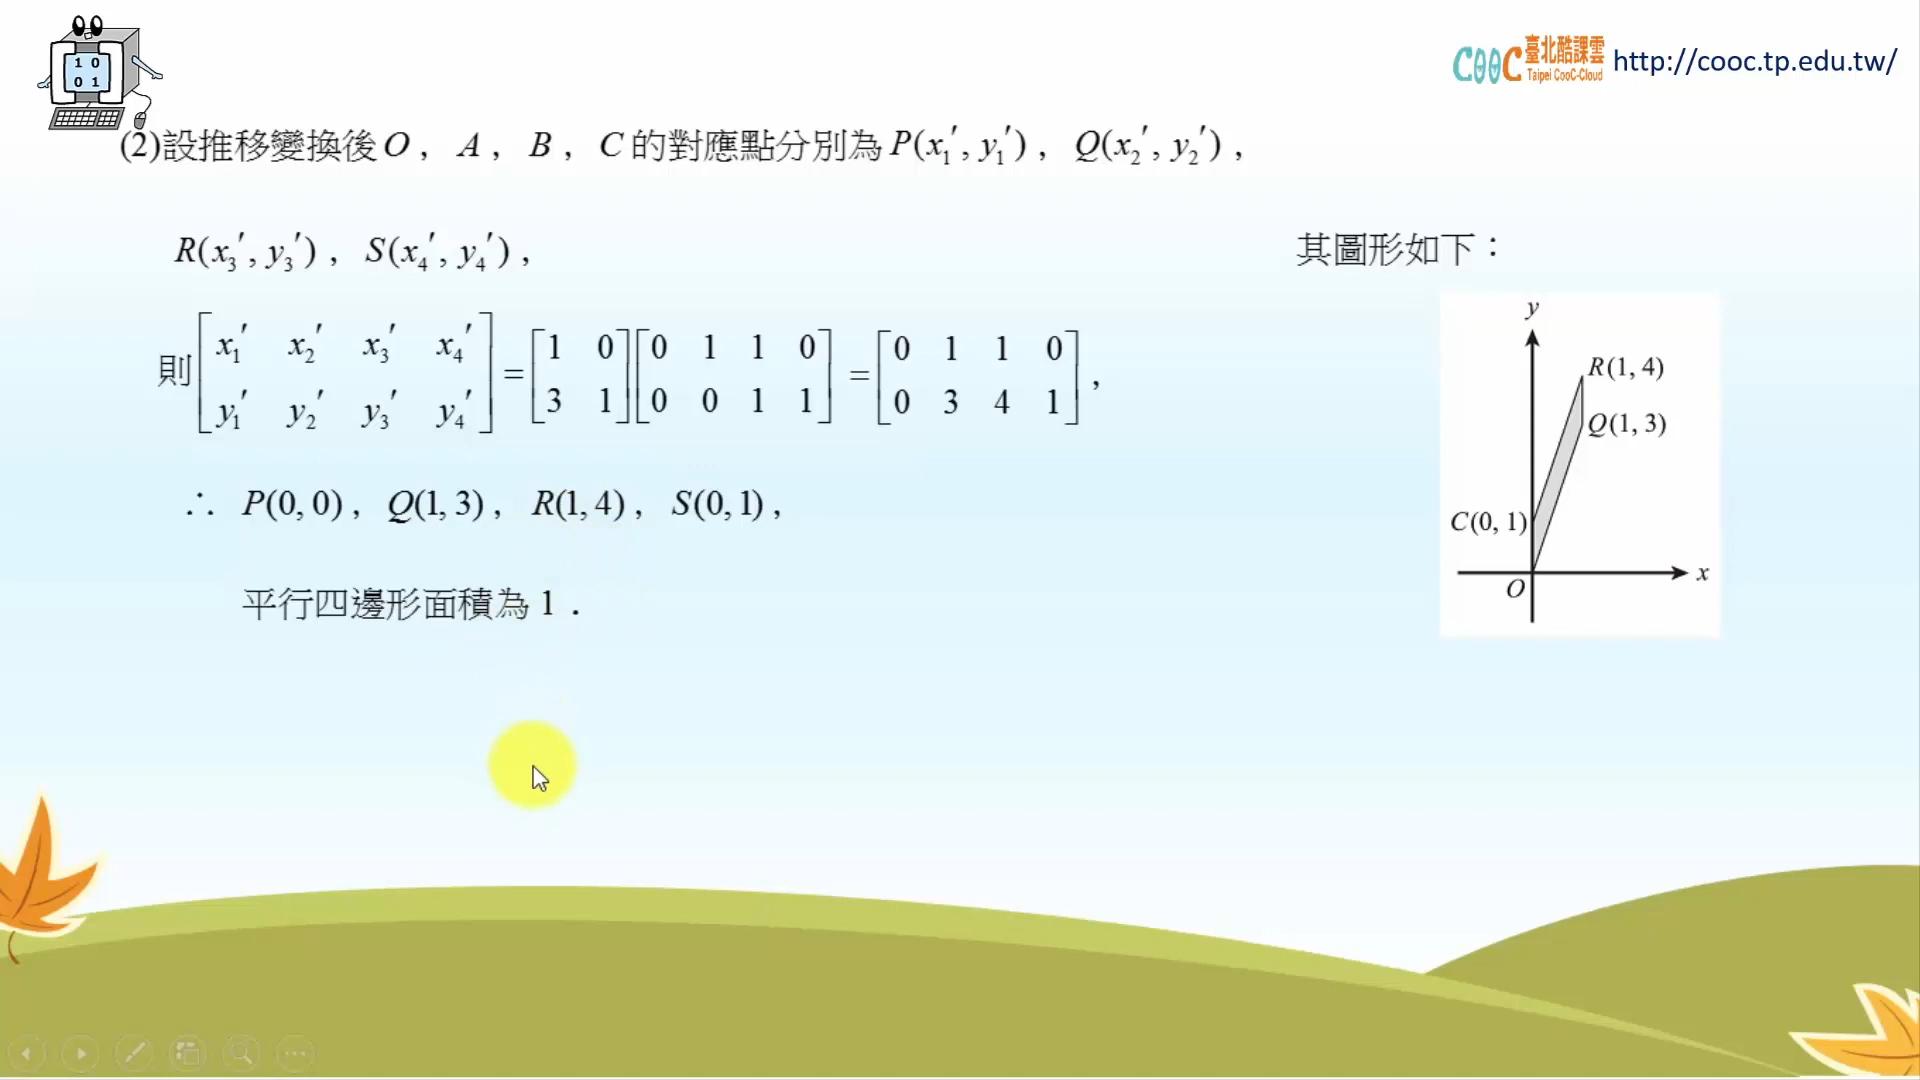 1 0
0 1
COOC 臺北酷課雲 Taipei CooC-Cloud http://cooc.tp.edu.tw/
(2)設推移變換後 O , A , B , C 的對應點分別為 P(x₁′, y₁′) , Q(x₂′, y₂′) ,
R(x₃′, y₃′) , S(x₄′, y₄′) ,
則 [x₁′ x₂′ x₃′ x₄′; y₁′ y₂′ y₃′ y₄′] = [1 0; 3 1][0 1 1 0; 0 0 1 1] = [0 1 1 0; 0 3 4 1] ,
∴ P(0, 0) , Q(1, 3) , R(1, 4) , S(0, 1) ,
平行四邊形面積為 1 .
其圖形如下：
y
R(1, 4)
Q(1, 3)
C(0, 1)
x
O